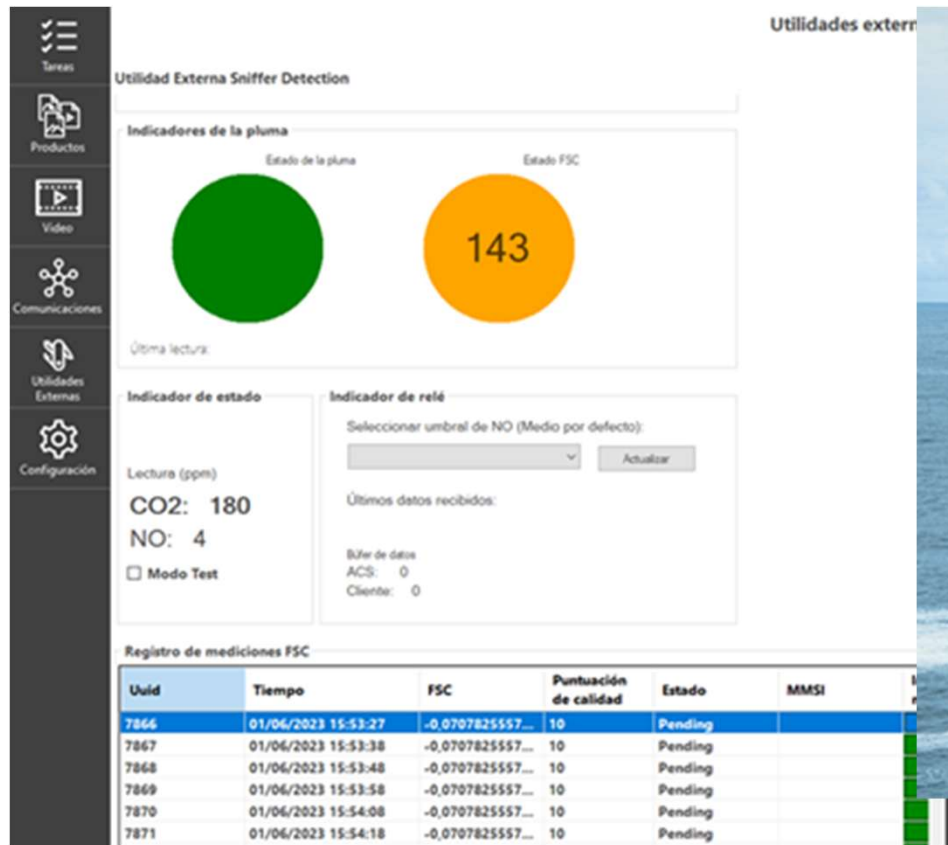 Utilidades extern
Tareas
Utilidad Externa Sniffer Detection
Productos
Indicadores de la pluma
Estado de la pluma Estado FSC
143
Video
Comunicaciones
Última lectura:
Utilidades
Externas
Indicador de estado Indicador de relé
Seleccionar umbral de NO (Medio por defecto):
Actualizar
Configuración
Lectura (ppm)
CO2: 180
Últimos datos recibidos:
NO: 4
Búfer de datos
Modo Test
ACS: 0
Cliente: 0
Registro de mediciones FSC
Uuid Tiempo FSC Puntuación de calidad Estado MMSI
7866 01/06/2023 15:53:27 -0,0707825557... 10 Pending
7867 01/06/2023 15:53:38 -0,0707825557... 10 Pending
7868 01/06/2023 15:53:48 -0,0707825557... 10 Pending
7869 01/06/2023 15:53:58 -0,0707825557... 10 Pending
7870 01/06/2023 15:54:08 -0,0707825557... 10 Pending
7871 01/06/2023 15:54:18 -0,0707825557... 10 Pending